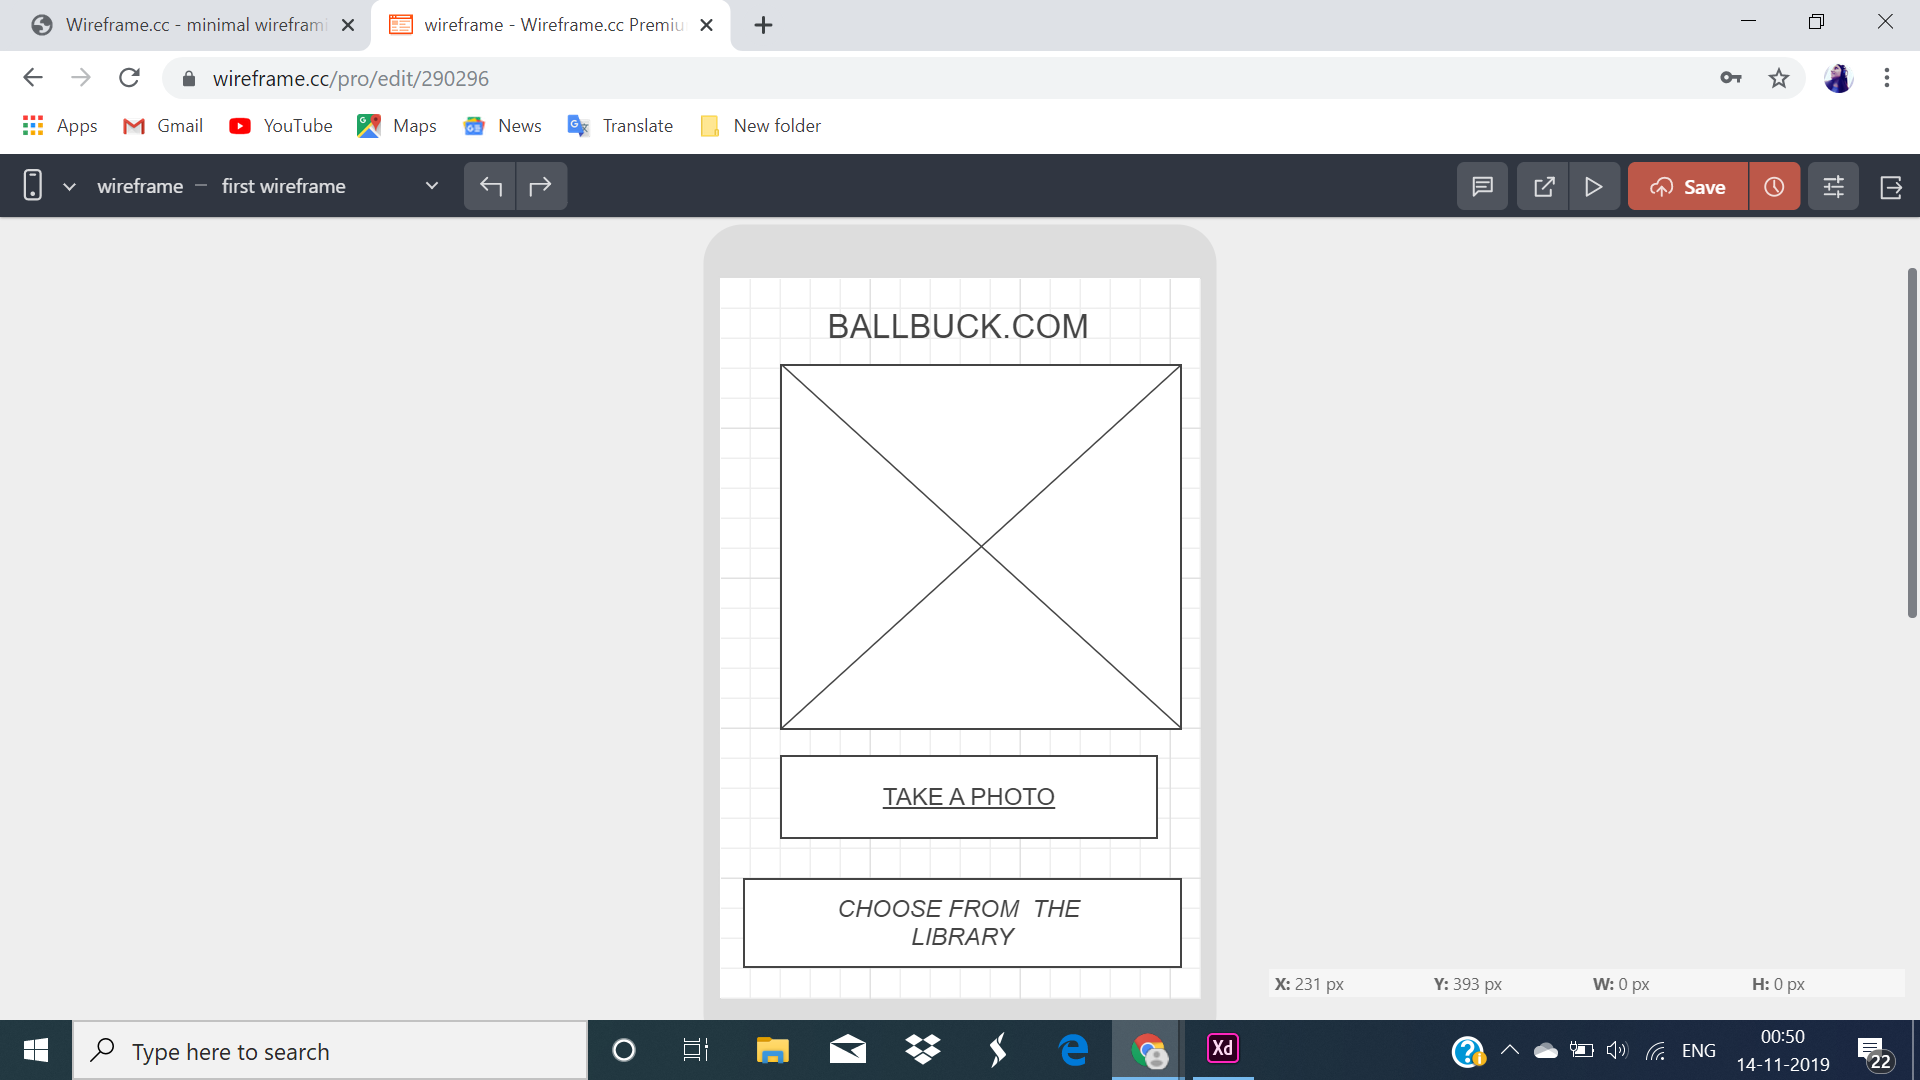 Wireframe.cc - minimal wirefram
wireframe - Wireframe.cc Premiu
wireframe.cc/pro/edit/290296
Apps
Gmail
YouTube
Maps
News
Translate
New folder
wireframe – first wireframe
Save
BALLBUCK.COM
TAKE A PHOTO
CHOOSE FROM THE
LIBRARY
X: 231 px Y: 393 px W: 0 px H: 0 px
Type here to search
Xd
ENG
00:50
14-11-2019
22